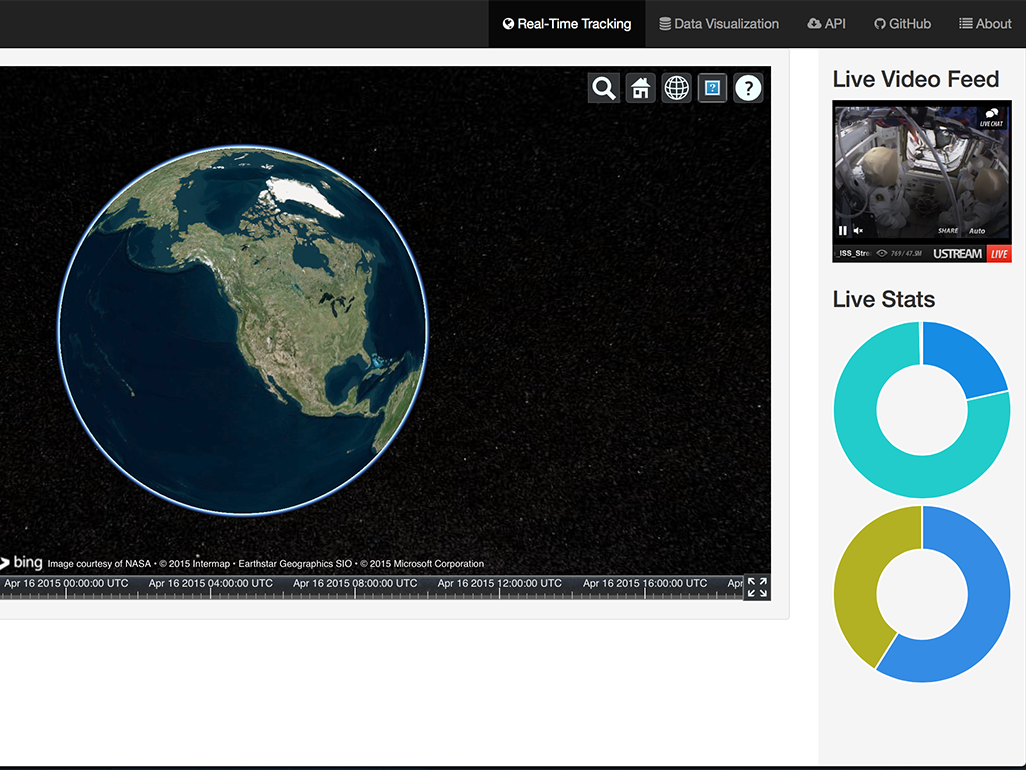 Real-Time Tracking
Data Visualization
API
GitHub
About
Live Video Feed
LIVE CHAT
SHARE
Auto
_ISS_Stre
769 / 47.3M
USTREAM
LIVE
Live Stats
bing
Image courtesy of NASA • © 2015 Intermap • Earthstar Geographics SIO • © 2015 Microsoft Corporation
Apr 16 2015 00:00:00 UTC
Apr 16 2015 04:00:00 UTC
Apr 16 2015 08:00:00 UTC
Apr 16 2015 12:00:00 UTC
Apr 16 2015 16:00:00 UTC
Apr